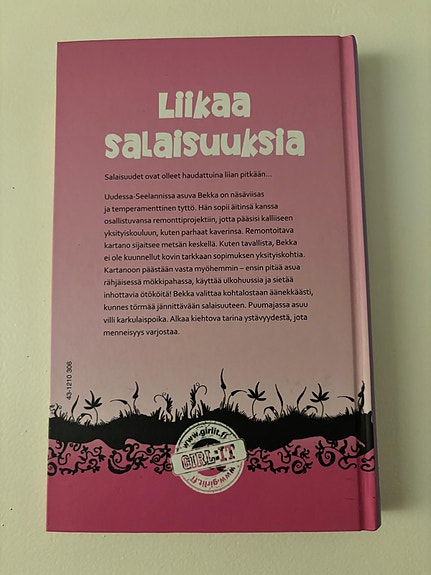 Liikaa
salaisuuksia
Salaisuudet ovat olleet haudattuina liian pitkään...
Uudessa-Seelannissa asuva Bekka on näsäviisas
ja temperamenttinen tyttö. Hän sopii äitinsä kanssa
osallistuvansa remonttiprojektiin, jotta pääsisi kalliiseen
yksityiskouluun, kuten parhaat kaverinsa. Remontoitava
kartano sijaitsee metsän keskellä. Kuten tavallista, Bekka
ei ole kuunnellut kovin tarkkaan sopimuksen yksityiskohtia.
Kartanoon päästään vasta myöhemmin – ensin pitää asua
rähjäisessä mökkipahassa, käyttää ulkohuussia ja sietää
inhottavia ötököitä! Bekka valittaa kohtalostaan äänekkäästi,
kunnes törmää jännittävään salaisuuteen. Puumajassa asuu
villi karkulaispoika. Alkaa kiehtova tarina ystävyydestä, jota
menneisyys varjostaa.
43-1210 306
www.girlit.fi
GIRL:IT
www.girlit.fi